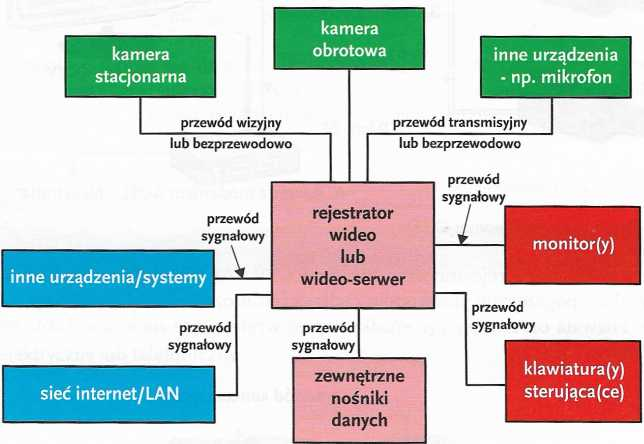 kamera
stacjonarna
kamera
obrotowa
inne urządzenia
- np. mikrofon
przewód wizyjny
lub bezprzewodowo
przewód transmisyjny
lub bezprzewodowo
rejestrator
wideo
lub
wideo-serwer
przewód
sygnałowy
przewód
sygnałowy
inne urządzenia/systemy
monitor(y)
przewód
sygnałowy
przewód
sygnałowy
przewód
sygnałowy
sieć internet/LAN
zewnętrzne
nośniki
danych
klawiatura(y)
sterująca(ce)